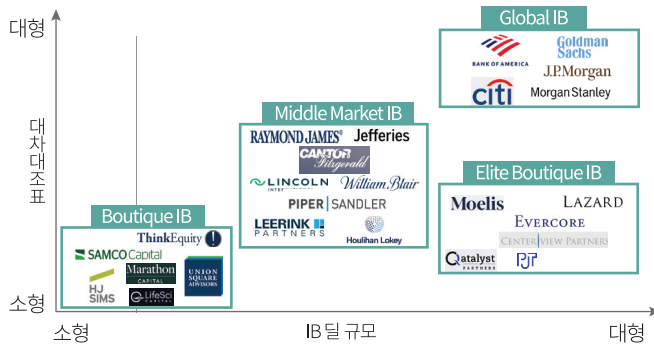 대형
대차대조표
소형
소형
IB 딜 규모
대형
Global IB
BANK OF AMERICA
Goldman
Sachs
J.P.Morgan
citi
Morgan Stanley
Middle Market IB
RAYMOND JAMES®
Jefferies
CANTOR
Fitzgerald
LINCOLN
INTERNATIONAL
William Blair
PIPER | SANDLER
LEERINK
PARTNERS
Houlihan Lokey
Elite Boutique IB
Moelis
LAZARD
EVERCORE
CENTERVIEW PARTNERS
Qatalyst
PARTNERS
PJT
Boutique IB
ThinkEquity
SAMCO Capital
HJ
SIMS
Marathon
CAPITAL
LifeSci
CAPITAL
UNION
SQUARE
ADVISORS